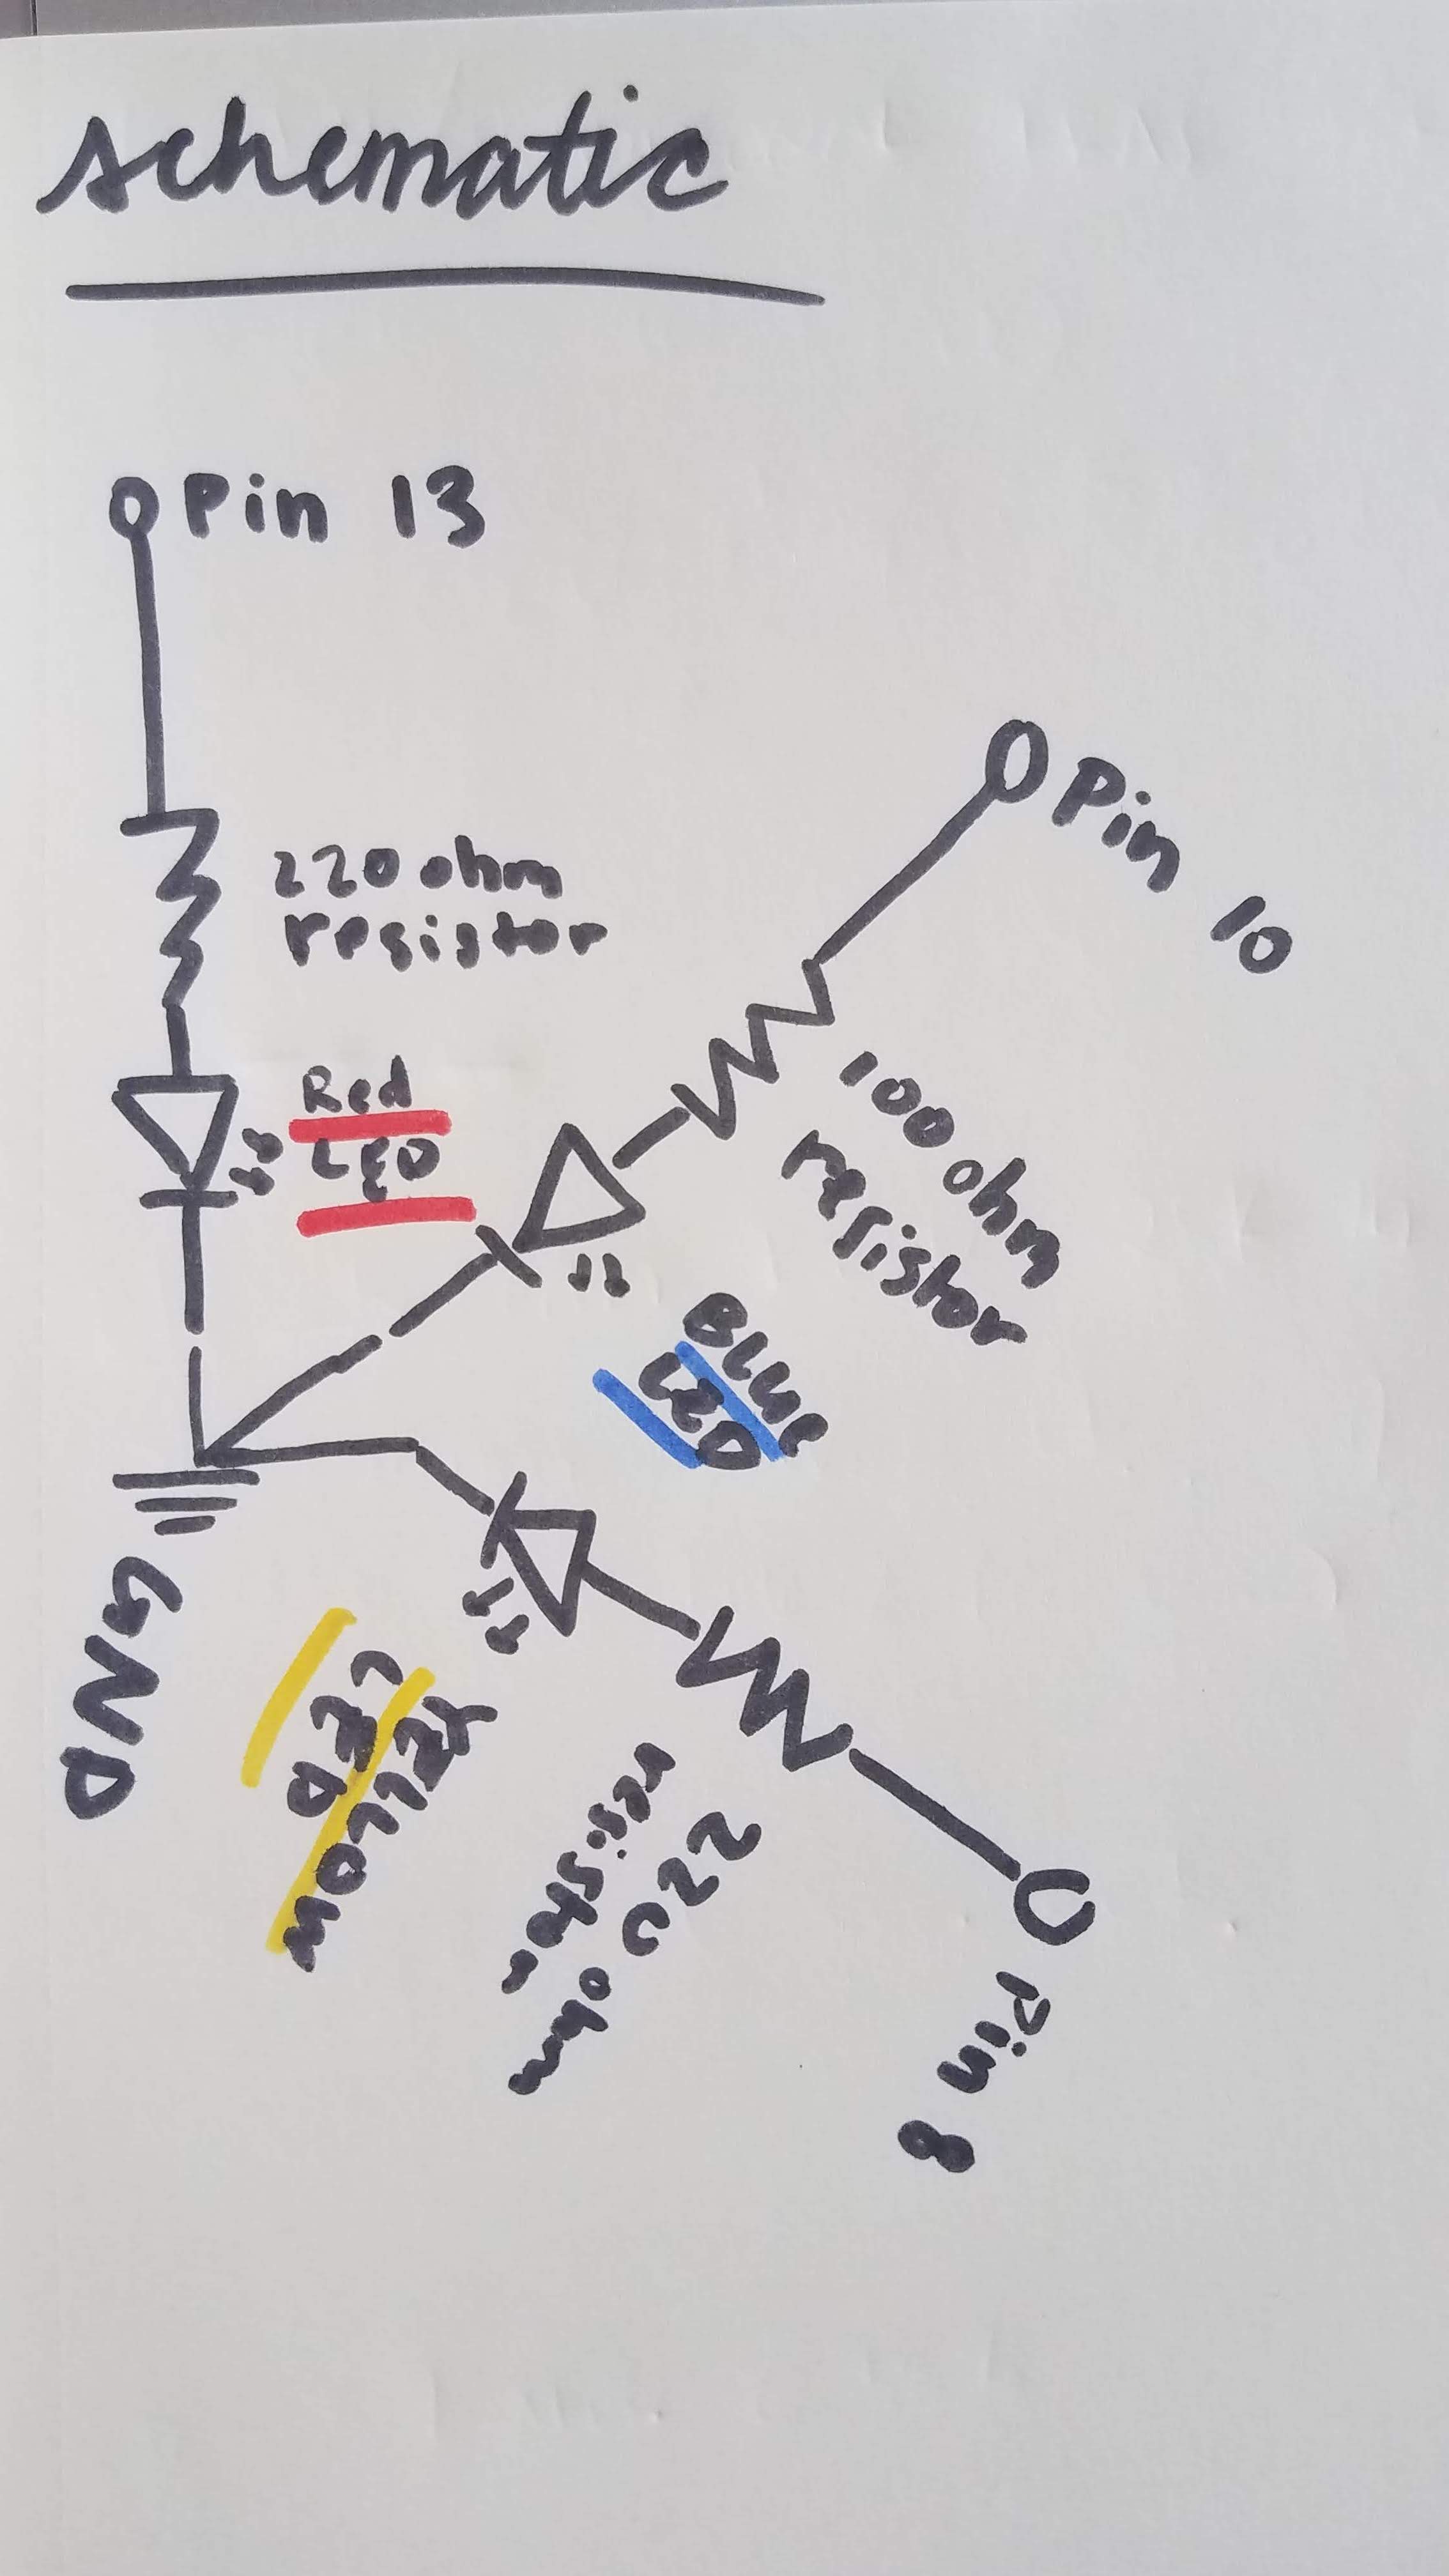 schematic
Pin 13
220 ohm
resistor
Red
LED
Pin 10
100 ohm
resistor
BLUE
LED
GND
YELLOW
LED
220 ohm
resistor
Pin 8